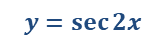 y = sec 2x